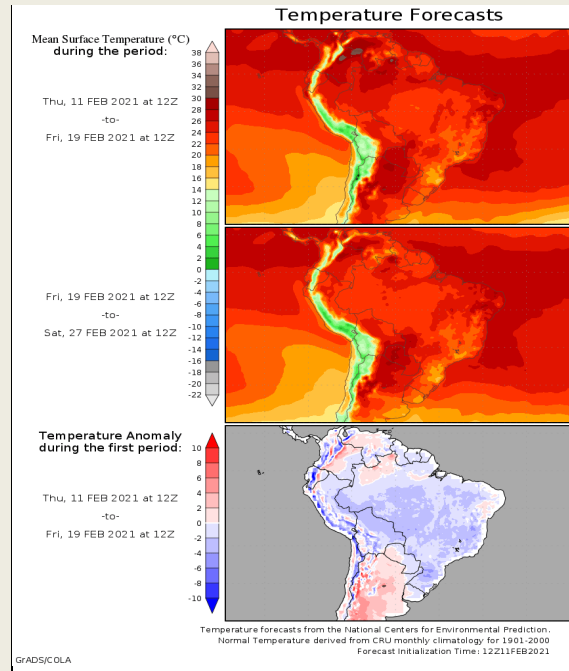 Temperature Forecasts
Mean Surface Temperature (°C)
during the period:
Thu, 11 FEB 2021 at 12Z
-to-
Fri, 19 FEB 2021 at 12Z
38
36
34
32
30
28
26
24
22
20
18
16
14
12
10
8
6
4
2
0
-2
-4
-6
-8
-10
-12
-14
-16
-18
-20
-22
Fri, 19 FEB 2021 at 12Z
-to-
Sat, 27 FEB 2021 at 12Z
Temperature Anomaly
during the first period:
Thu, 11 FEB 2021 at 12Z
-to-
Fri, 19 FEB 2021 at 12Z
10
8
6
4
2
0
-2
-4
-6
-8
-10
Temperature forecasts from the National Centers for Environmental Prediction.
Normal Temperature derived from CRU monthly climatology for 1901-2000
Forecast Initialization Time: 12Z11FEB2021
GrADS/COLA